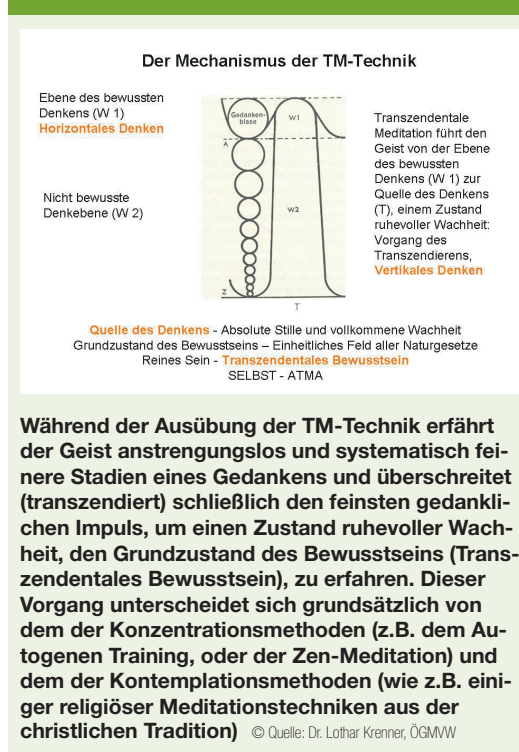 Der Mechanismus der TM-Technik
Ebene des bewussten
Denkens (W 1)
Horizontales Denken
Nicht bewusste
Denkebene (W 2)
Gedanken-
blase
W1
A
W2
Z
T
Transzendentale
Meditation führt den
Geist von der Ebene
des bewussten
Denkens (W 1) zur
Quelle des Denkens
(T), einem Zustand
ruhevoller Wachheit:
Vorgang des
Transzendierens,
Vertikales Denken
Quelle des Denkens - Absolute Stille und vollkommene Wachheit
Grundzustand des Bewusstseins – Einheitliches Feld aller Naturgesetze
Reines Sein - Transzendentales Bewusstsein
SELBST - ATMA
Während der Ausübung der TM-Technik erfährt
der Geist anstrengungslos und systematisch fei-
nere Stadien eines Gedankens und überschreitet
(transzendiert) schließlich den feinsten gedankli-
chen Impuls, um einen Zustand ruhevoller Wach-
heit, den Grundzustand des Bewusstseins (Trans-
zendentales Bewusstsein), zu erfahren. Dieser
Vorgang unterscheidet sich grundsätzlich von
dem der Konzentrationsmethoden (z.B. dem Au-
togenen Training, oder der Zen-Meditation) und
dem der Kontemplationsmethoden (wie z.B. eini-
ger religiöser Meditationstechniken aus der
christlichen Tradition) © Quelle: Dr. Lothar Krenner, ÖGMVW